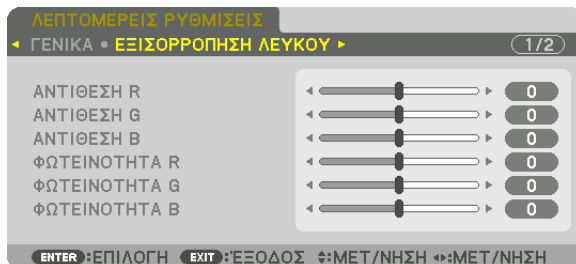 ΛΕΠΤΟΜΕΡΕΙΣ ΡΥΘΜΙΣΕΙΣ
ΓΕΝΙΚΑ • ΕΞΙΣΟΡΡΟΠΗΣΗ ΛΕΥΚΟΥ 1/2
ΑΝΤΙΘΕΣΗ R 0
ΑΝΤΙΘΕΣΗ G 0
ΑΝΤΙΘΕΣΗ B 0
ΦΩΤΕΙΝΟΤΗΤΑ R 0
ΦΩΤΕΙΝΟΤΗΤΑ G 0
ΦΩΤΕΙΝΟΤΗΤΑ B 0
ENTER :ΕΠΙΛΟΓΗ EXIT :ΈΞΟΔΟΣ :ΜΕΤ/ΝΗΣΗ :ΜΕΤ/ΝΗΣΗ